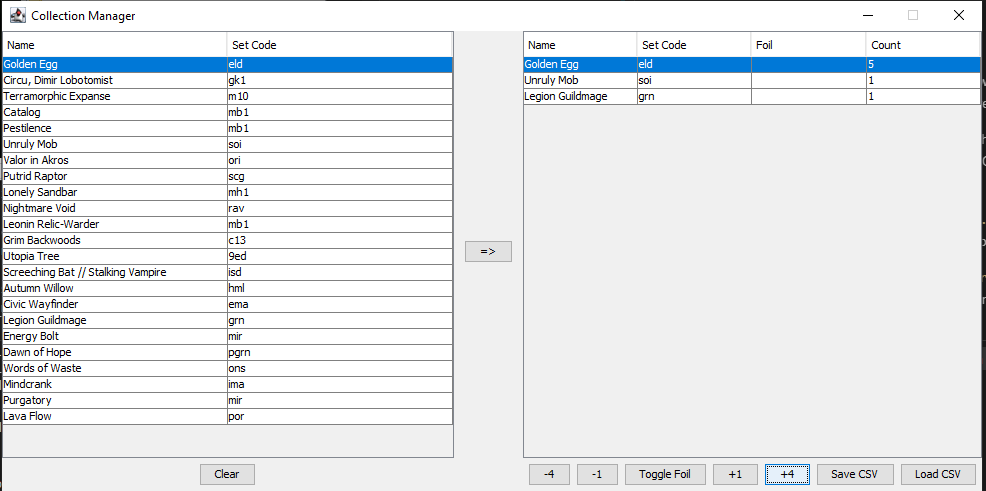 Collection Manager
Name Set Code
Golden Egg eld
Circu, Dimir Lobotomist gk1
Terramorphic Expanse m10
Catalog mb1
Pestilence mb1
Unruly Mob soi
Valor in Akros ori
Putrid Raptor scg
Lonely Sandbar mh1
Nightmare Void rav
Leonin Relic-Warder mb1
Grim Backwoods c13
Utopia Tree 9ed
Screeching Bat // Stalking Vampire isd
Autumn Willow hml
Civic Wayfinder ema
Legion Guildmage grn
Energy Bolt mir
Dawn of Hope pgrn
Words of Waste ons
Mindcrank ima
Purgatory mir
Lava Flow por
Clear
=>
Name Set Code Foil Count
Golden Egg eld 5
Unruly Mob soi 1
Legion Guildmage grn 1
-4 -1 Toggle Foil +1 +4 Save CSV Load CSV